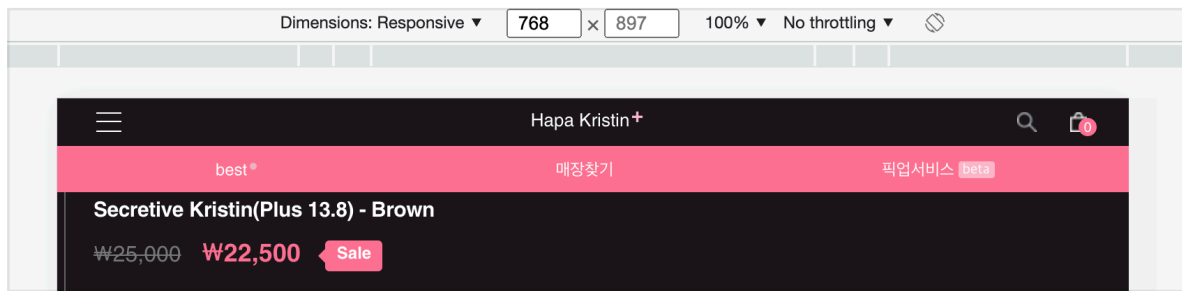 Dimensions: Responsive ▼ 768 × 897 100% ▼ No throttling ▼
Hapa Kristin+ 0
best 매장찾기 픽업서비스 beta
Secretive Kristin(Plus 13.8) - Brown
₩25,000 ₩22,500 Sale